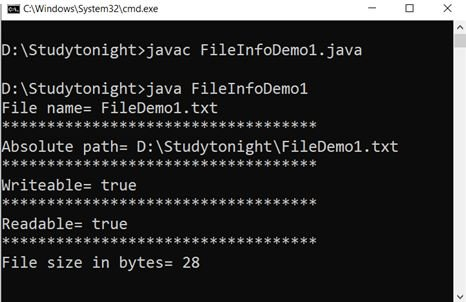 C:\Windows\System32\cmd.exe
D:\Studytonight>javac FileInfoDemo1.java
D:\Studytonight>java FileInfoDemo1
File name= FileDemo1.txt
***********************************
Absolute path= D:\Studytonight\FileDemo1.txt
***********************************
Writeable= true
***********************************
Readable= true
***********************************
File size in bytes= 28